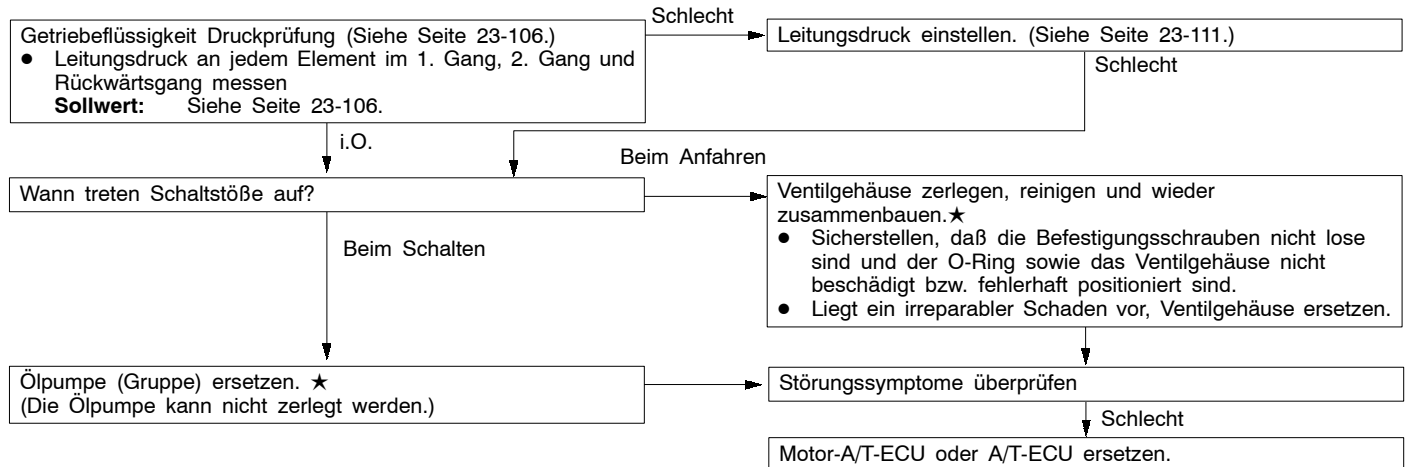 Getriebeflüssigkeit Druckprüfung (Siehe Seite 23-106.)
● Leitungsdruck an jedem Element im 1. Gang, 2. Gang und
Rückwärtsgang messen
Sollwert: Siehe Seite 23-106.
Schlecht
Leitungsdruck einstellen. (Siehe Seite 23-111.)
Schlecht
i.O.
Wann treten Schaltstöße auf?
Beim Anfahren
Ventilgehäuse zerlegen, reinigen und wieder
zusammenbauen.★
● Sicherstellen, daß die Befestigungsschrauben nicht lose
sind und der O-Ring sowie das Ventilgehäuse nicht
beschädigt bzw. fehlerhaft positioniert sind.
● Liegt ein irreparabler Schaden vor, Ventilgehäuse ersetzen.
Beim Schalten
Ölpumpe (Gruppe) ersetzen. ★
(Die Ölpumpe kann nicht zerlegt werden.)
Störungssymptome überprüfen
Schlecht
Motor-A/T-ECU oder A/T-ECU ersetzen.